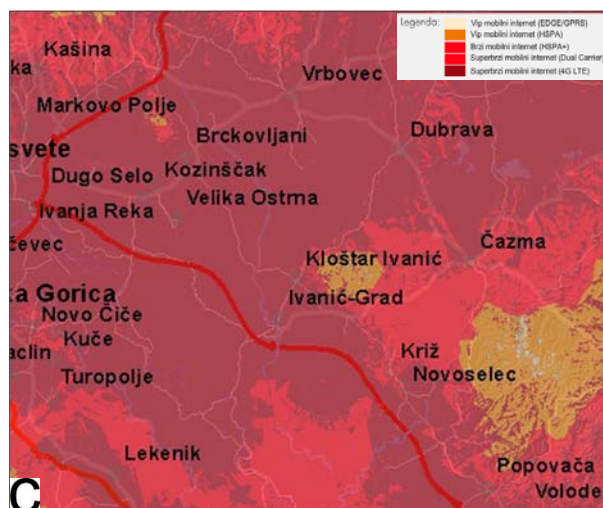 Legenda:
Vip mobilni internet (EDGE/GPRS)
Vip mobilni internet (HSPA)
Brzi mobilni internet (HSPA+)
Superbrzi mobilni internet (Dual Carrier)
Superbrzi mobilni internet (4G LTE)
Kašina
ka
Vrbovec
Markovo Polje
Brckovljani
Dubrava
svete
Dugo Selo
Kozinščak
Velika Ostrna
Ivanja Reka
čevec
Kloštar Ivanić
Čazma
ka Gorica
Ivanić-Grad
Novo Čiče
Kuče
aclin
Križ
Turopolje
Novoselec
Lekenik
Popovača
Volode
C